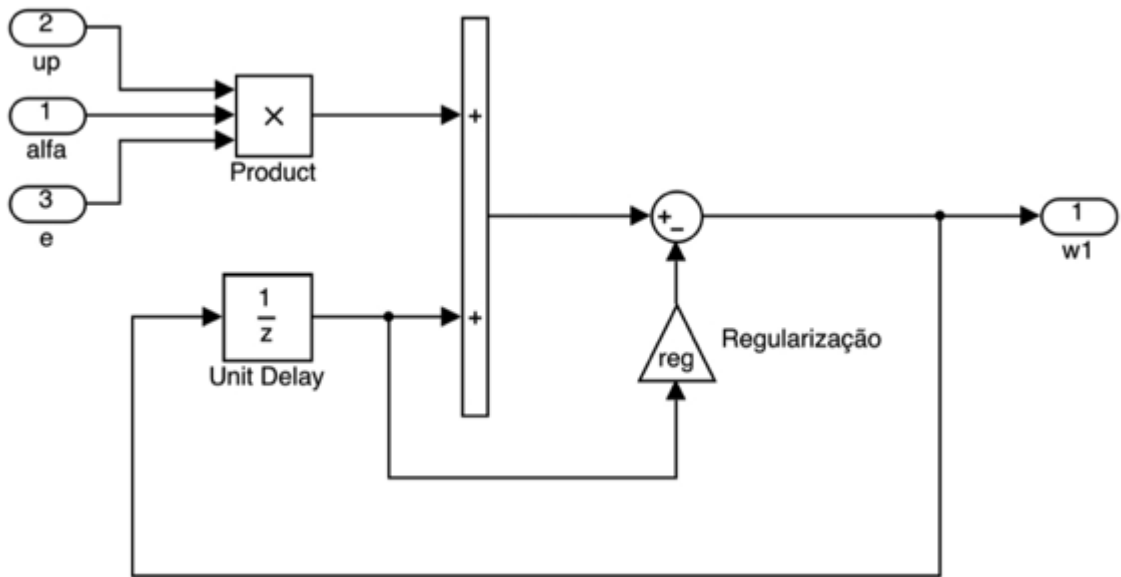 2
up
1
alfa
3
e
×
Product
+
+
1
z
Unit Delay
+
−
reg
Regularização
1
w1